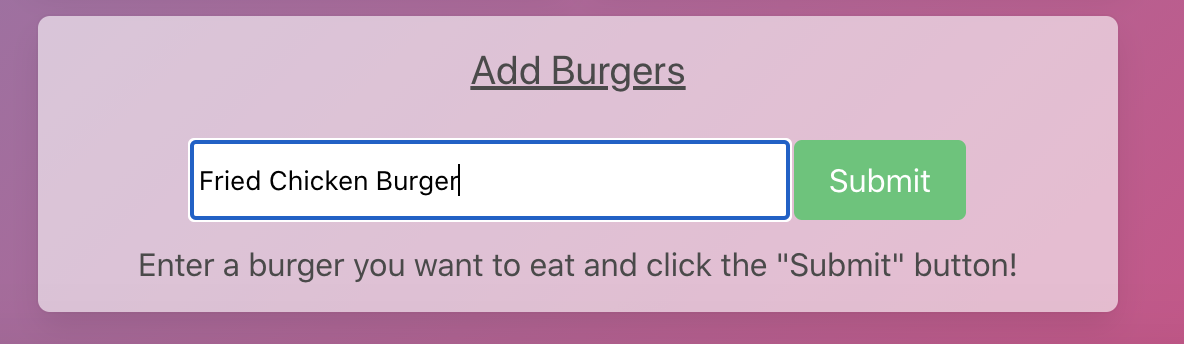 Add Burgers
Fried Chicken Burger
Submit
Enter a burger you want to eat and click the "Submit" button!